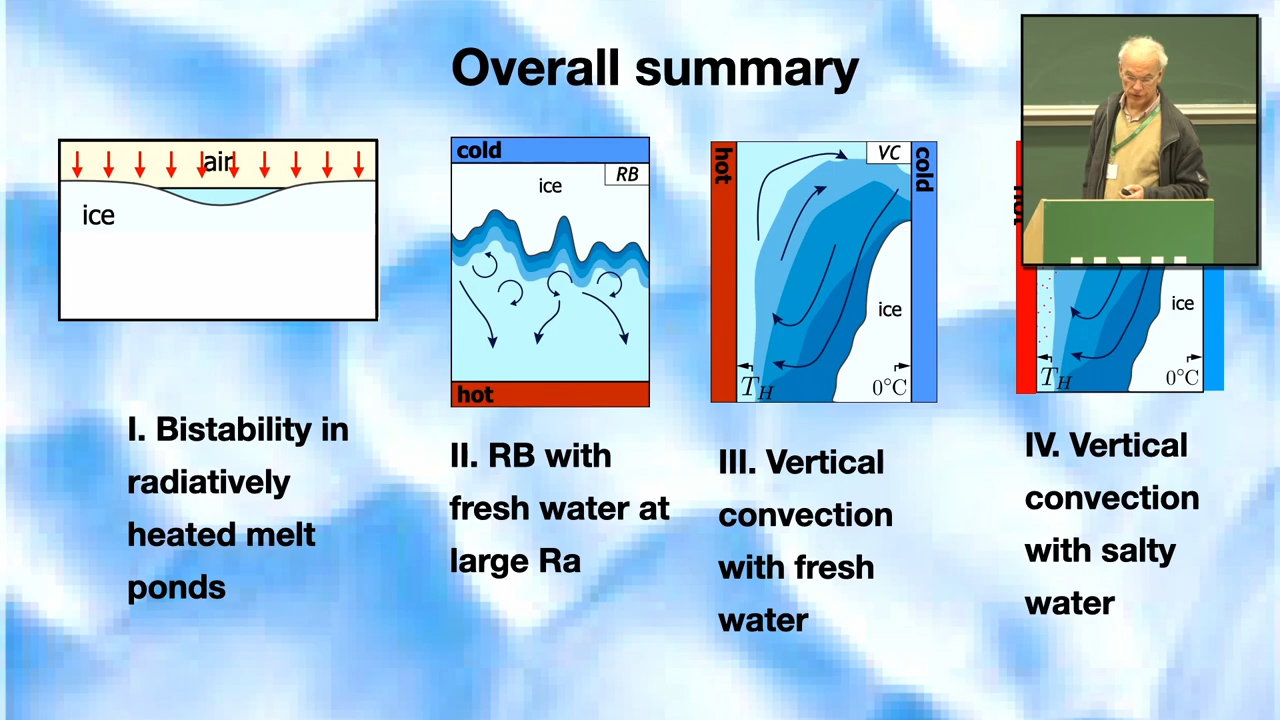 Overall summary
air
ice
cold
RB
ice
hot
hot
VC
cold
ice
T_H
0°C
ice
T_H
0°C
I. Bistability in
radiatively
heated melt
ponds
II. RB with
fresh water at
large Ra
III. Vertical
convection
with fresh
water
IV. Vertical
convection
with salty
water